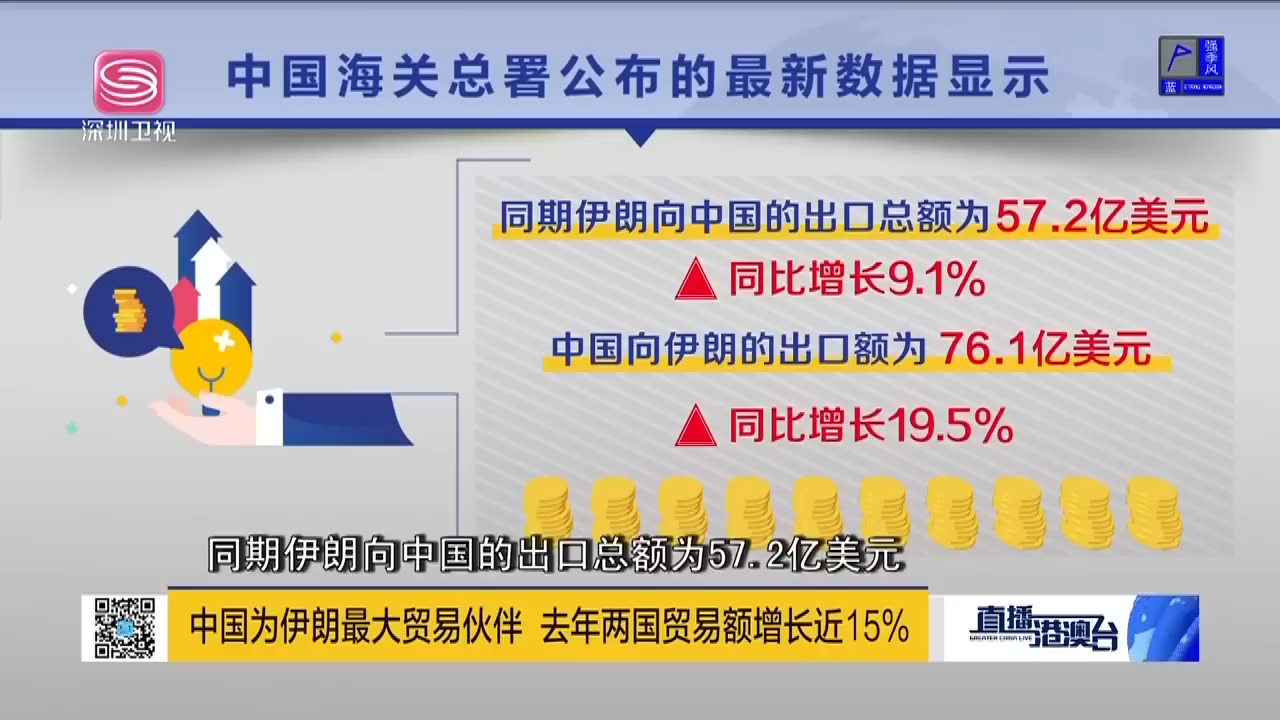 中国海关总署公布的最新数据显示
深圳卫视
强季风
蓝
STRONG MONSOON
同期伊朗向中国的出口总额为57.2亿美元
同比增长9.1%
中国向伊朗的出口额为76.1亿美元
同比增长19.5%
同期伊朗向中国的出口总额为57.2亿美元
中国为伊朗最大贸易伙伴 去年两国贸易额增长近15%
直播港澳台
GREATER CHINA LIVE